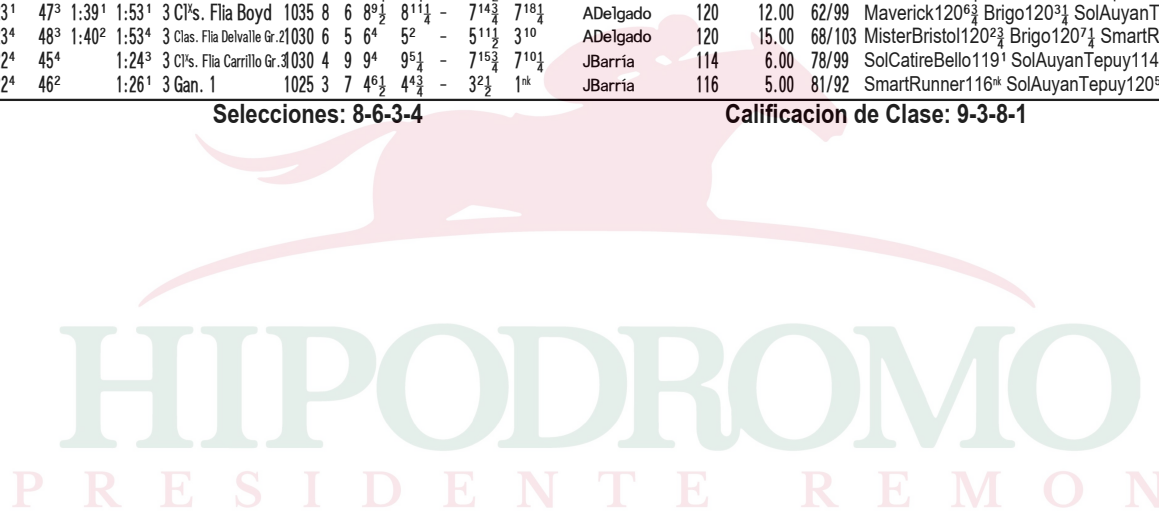 3¹ 47³ 1:39¹ 1:53¹ 3 Clˣs. Flia Boyd 1035 8 6 8⁹½ 8¹¹¼ - 7¹⁴¾ 7¹⁸¼ ADelgado 120 12.00 62/99 Maverick120⁶¾ Brigo120³¼ SolAuyanT
3⁴ 48³ 1:40² 1:53⁴ 3 Clas. Flia Delvalle Gr.2 1030 6 5 6⁴ 5² - 5¹¹½ 3¹⁰ ADelgado 120 15.00 68/103 MisterBristol120²¾ Brigo120⁷¼ SmartR
2⁴ 45⁴ 1:24³ 3 Clˣs. Flia Carrillo Gr.3 1030 4 9 9⁴ 9⁵¼ - 7¹⁵¾ 7¹⁰¼ JBarría 114 6.00 78/99 SolCatireBello119¹ SolAuyanTepuy114
2⁴ 46² 1:26¹ 3 Gan. 1 1025 3 7 4⁶½ 4⁴¾ - 3²½ 1ⁿᵏ JBarría 116 5.00 81/92 SmartRunner116ⁿᵏ SolAuyanTepuy120⁵
Selecciones: 8-6-3-4 Calificacion de Clase: 9-3-8-1
HIPODROMO
PRESIDENTE REMON